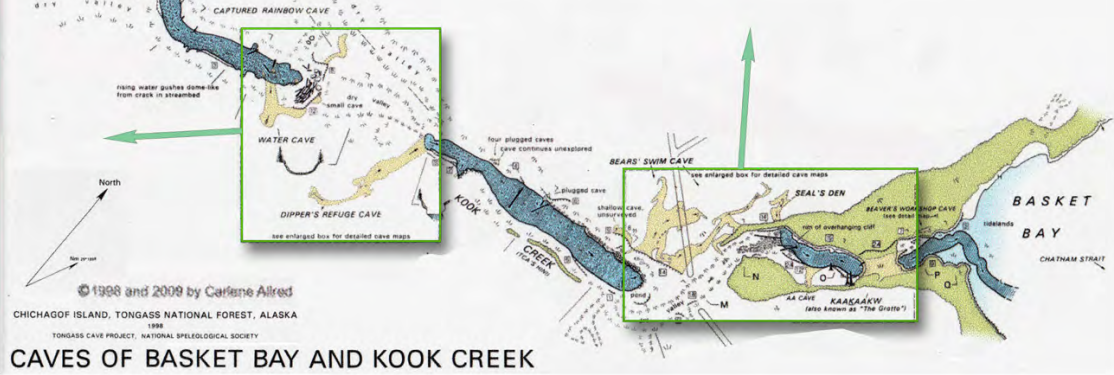 dry valley
CAPTURED RAINBOW CAVE
rising water gushes dome-like
from crack in streambed
dry
valley
small cave
valley
WATER CAVE
DIPPER'S REFUGE CAVE
see enlarged box for detailed cave maps
four plugged caves
cave continues unexplored
plugged cave
KOOK
CREEK
shallow cave,
unsurveyed
pond
BEARS' SWIM CAVE
see enlarged box for detailed cave maps
SEAL'S DEN
BEAVER'S WORKSHOP CAVE
rim of overhanging cliff
N
O
M
P
Q
valley
AA CAVE
KAAKAAKW
(also known as "The Grotto")
BASKET
BAY
tidelands
CHATHAM STRAIT
North
© 1998 and 2009 by Carlene Allred
CHICHAGOF ISLAND, TONGASS NATIONAL FOREST, ALASKA
1998
TONGASS CAVE PROJECT, NATIONAL SPELEOLOGICAL SOCIETY
CAVES OF BASKET BAY AND KOOK CREEK